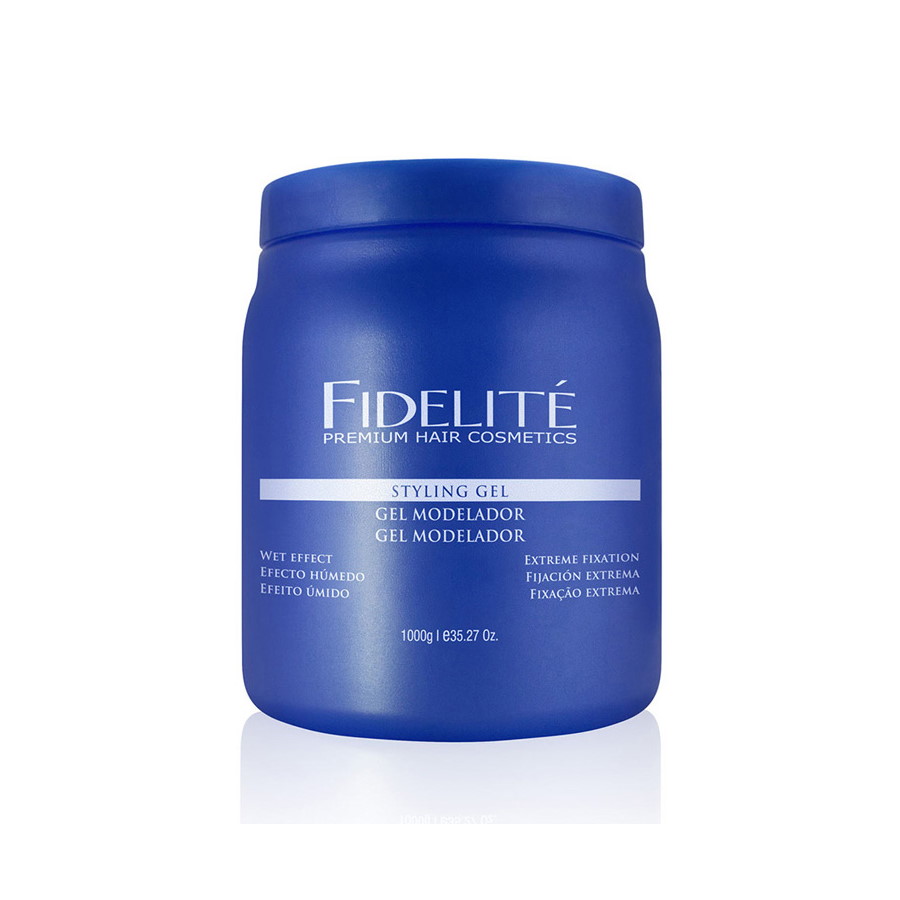 FIDELITÉ
PREMIUM HAIR COSMETICS
STYLING GEL
GEL MODELADOR
GEL MODELADOR
WET EFFECT
EFECTO HÚMEDO
EFEITO ÚMIDO
EXTREME FIXATION
FIJACIÓN EXTREMA
FIXAÇÃO EXTREMA
1000g | ℮35.27 Oz.